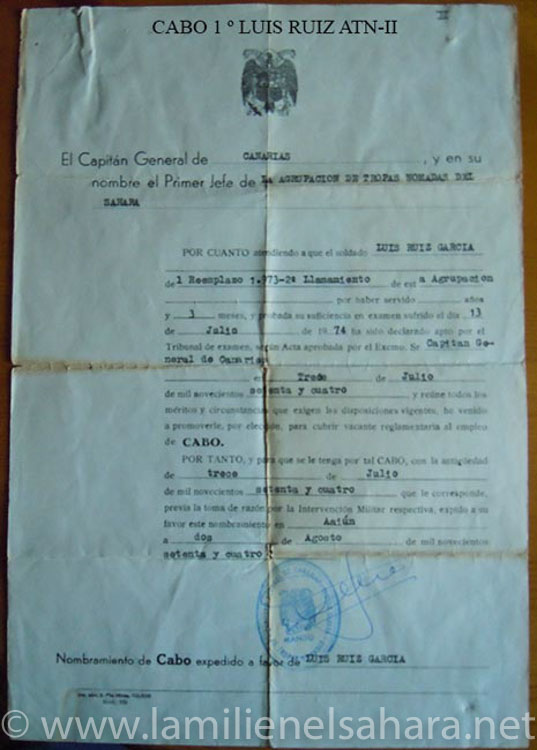 II
CABO 1 º LUIS RUIZ ATN-II
El Capitán General de CANARIAS, y en su
nombre el Primer Jefe de LA AGRUPACION DE TROPAS NOMADAS DEL
SAHARA
POR CUANTO atendiendo a que el soldado LUIS RUIZ GARCIA
del Reemplazo 1.973-2º Llamamiento de esta Agrupacion
por haber servido años
y 3 meses, y probada su suficiencia en examen sufrido el día 13
de Julio de 1974 ha sido declarado apto por el
Tribunal de examen, según Acta aprobada por el Excmo. Sr Capitan Ge-
neral de Canarias
en Trece de Julio
de mil novecientos setenta y cuatro y reúne todos los
méritos y circunstancias que exigen las disposiciones vigentes, he venido
a promoverle, por elección, para cubrir vacante reglamentaria al empleo
de CABO.
POR TANTO, y para que se le tenga por tal CABO, con la antigüedad
de trece de Julio
de mil novecientos setenta y cuatro que le corresponde,
previa la toma de razón por la Intervención Militar respectiva, expido a su
favor este nombramiento en Aaiún
a dos de Agosto de mil novecientos
setenta y cuatro
MANDO
Nombramiento de Cabo expedido a favor de LUIS RUIZ GARCIA
© www.lamilienelsahara.net